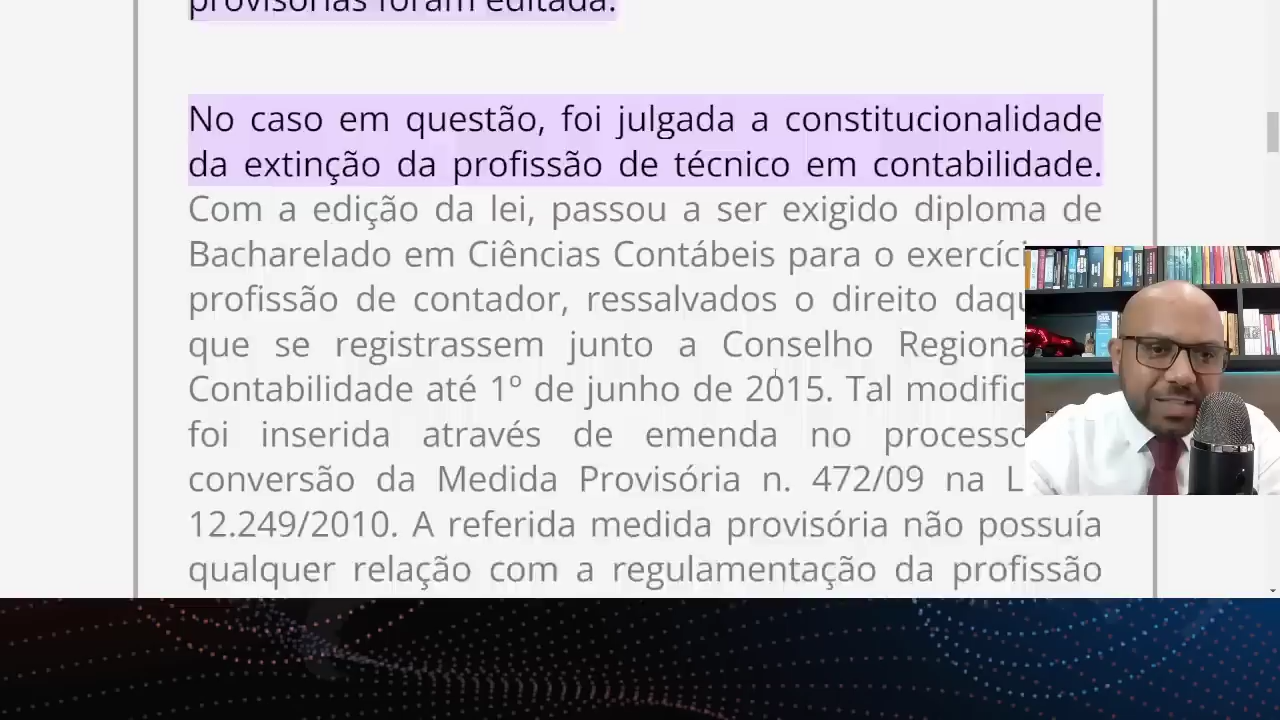 provisórias foram editada.
No caso em questão, foi julgada a constitucionalidade
da extinção da profissão de técnico em contabilidade.
Com a edição da lei, passou a ser exigido diploma de
Bacharelado em Ciências Contábeis para o
profissão de contador, ressalvados o direito
que se registrassem junto a Conselho
Contabilidade até 1º de junho de 2015. Tal
foi inserida através de emenda no processo
conversão da Medida Provisória n. 472/09 na
12.249/2010. A referida medida provisória não possuía
qualquer relação com a regulamentação da profissão